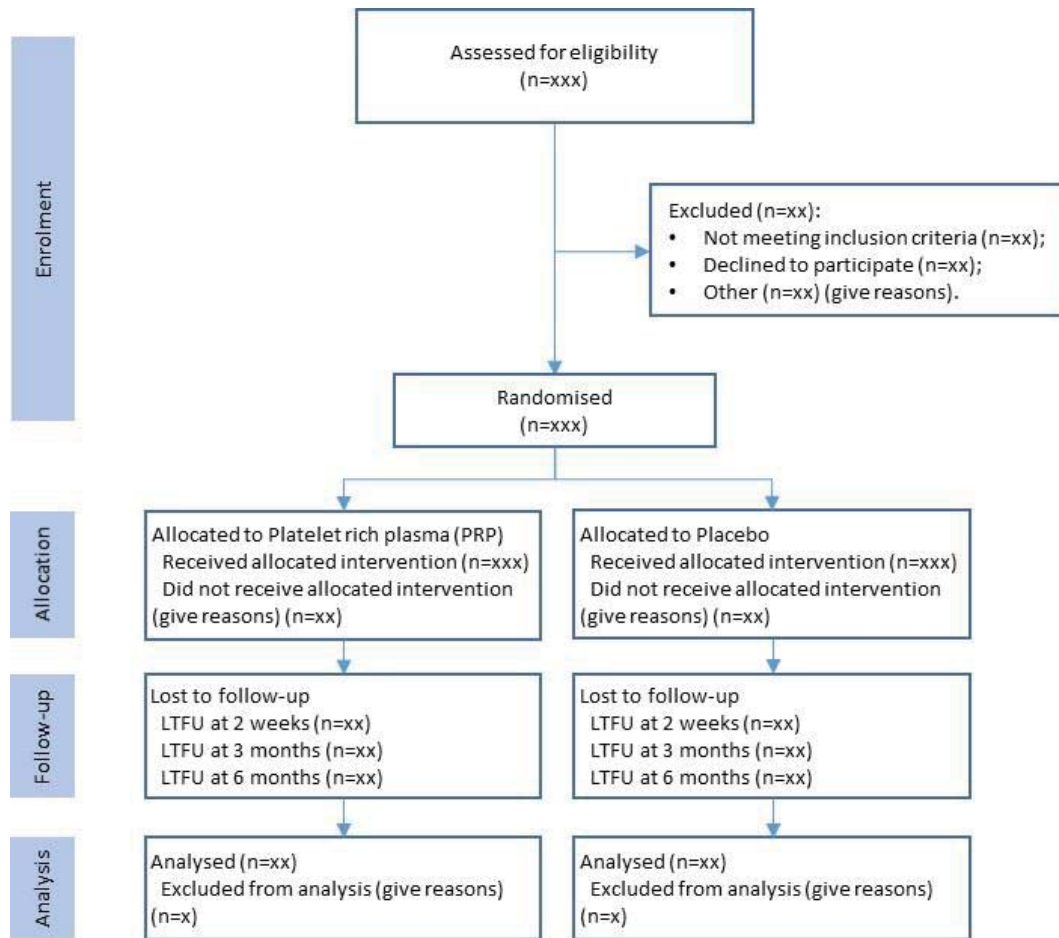 Enrolment
Assessed for eligibility
(n=xxx)
Excluded (n=xx):
• Not meeting inclusion criteria (n=xx);
• Declined to participate (n=xx);
• Other (n=xx) (give reasons).
Randomised
(n=xxx)
Allocation
Allocated to Platelet rich plasma (PRP)
Received allocated intervention (n=xxx)
Did not receive allocated intervention
(give reasons) (n=xx)
Allocated to Placebo
Received allocated intervention (n=xxx)
Did not receive allocated intervention
(give reasons) (n=xx)
Follow-up
Lost to follow-up
LTFU at 2 weeks (n=xx)
LTFU at 3 months (n=xx)
LTFU at 6 months (n=xx)
Lost to follow-up
LTFU at 2 weeks (n=xx)
LTFU at 3 months (n=xx)
LTFU at 6 months (n=xx)
Analysis
Analysed (n=xx)
Excluded from analysis (give reasons)
(n=x)
Analysed (n=xx)
Excluded from analysis (give reasons)
(n=x)